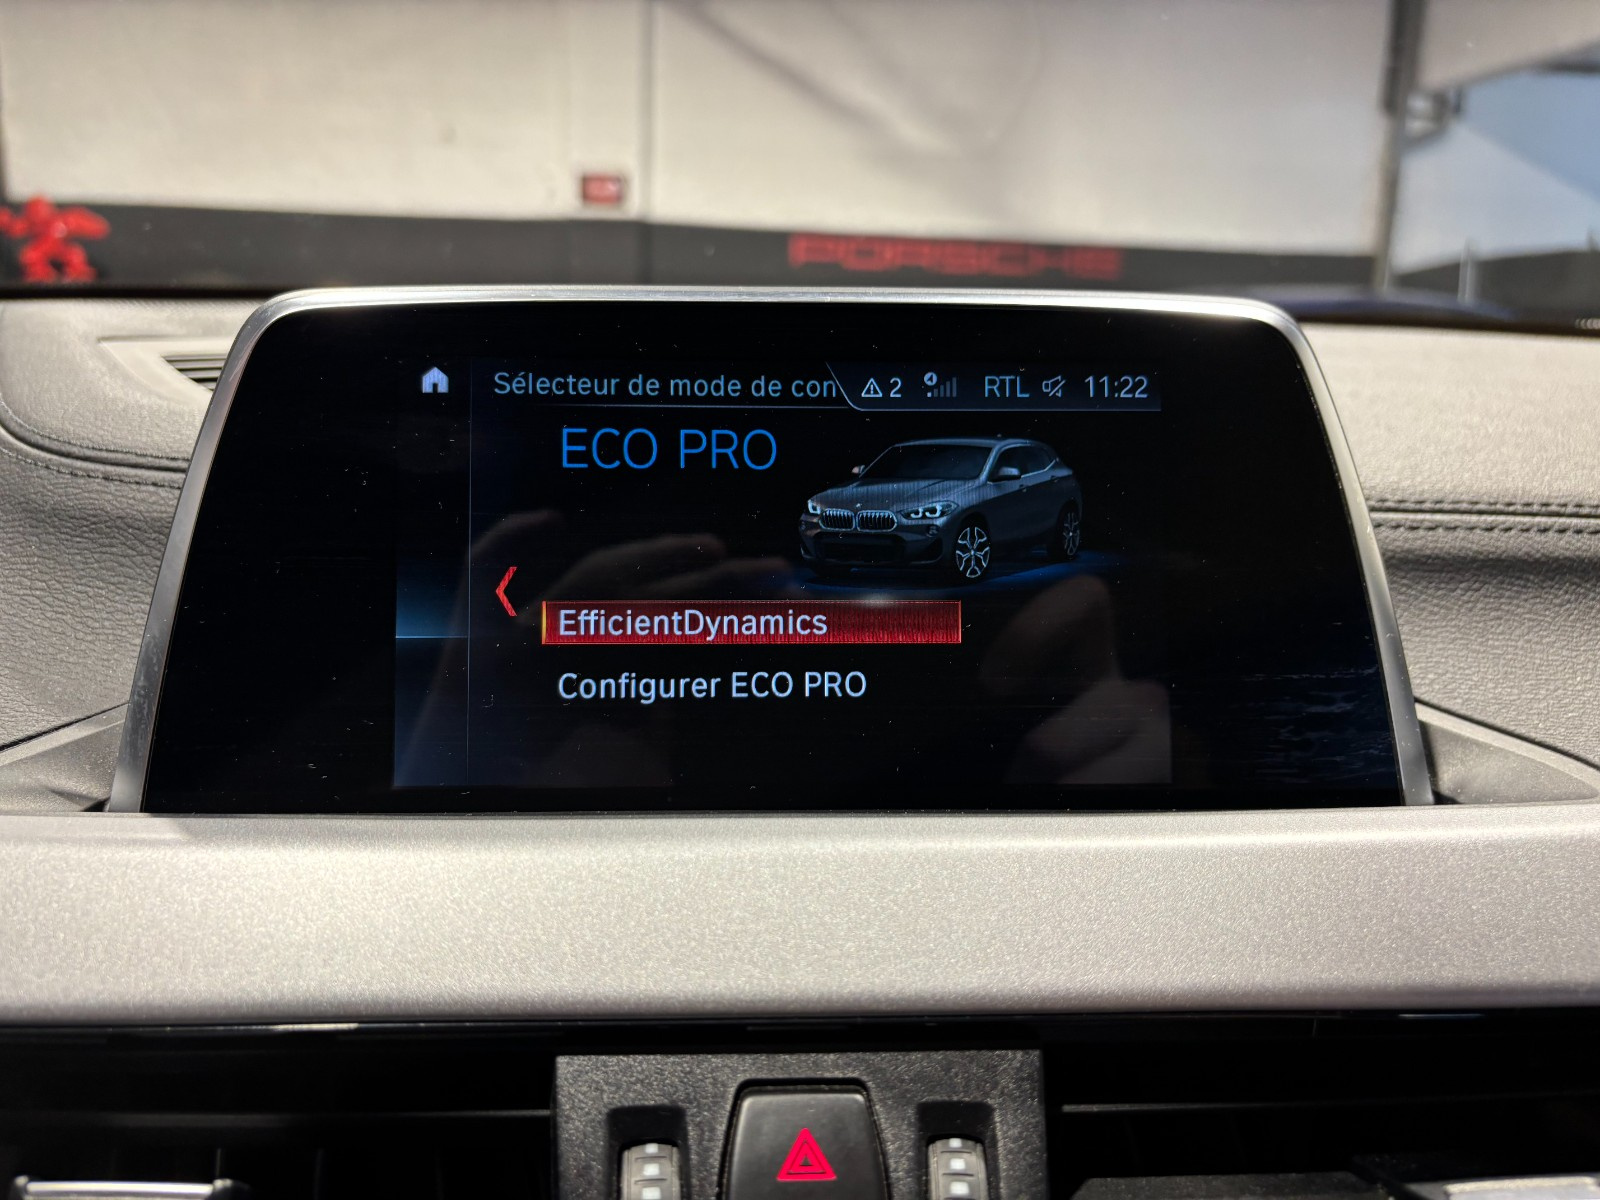 PORSCHE
Sélecteur de mode de con 2 RTL 11:22
ECO PRO
EfficientDynamics
Configurer ECO PRO